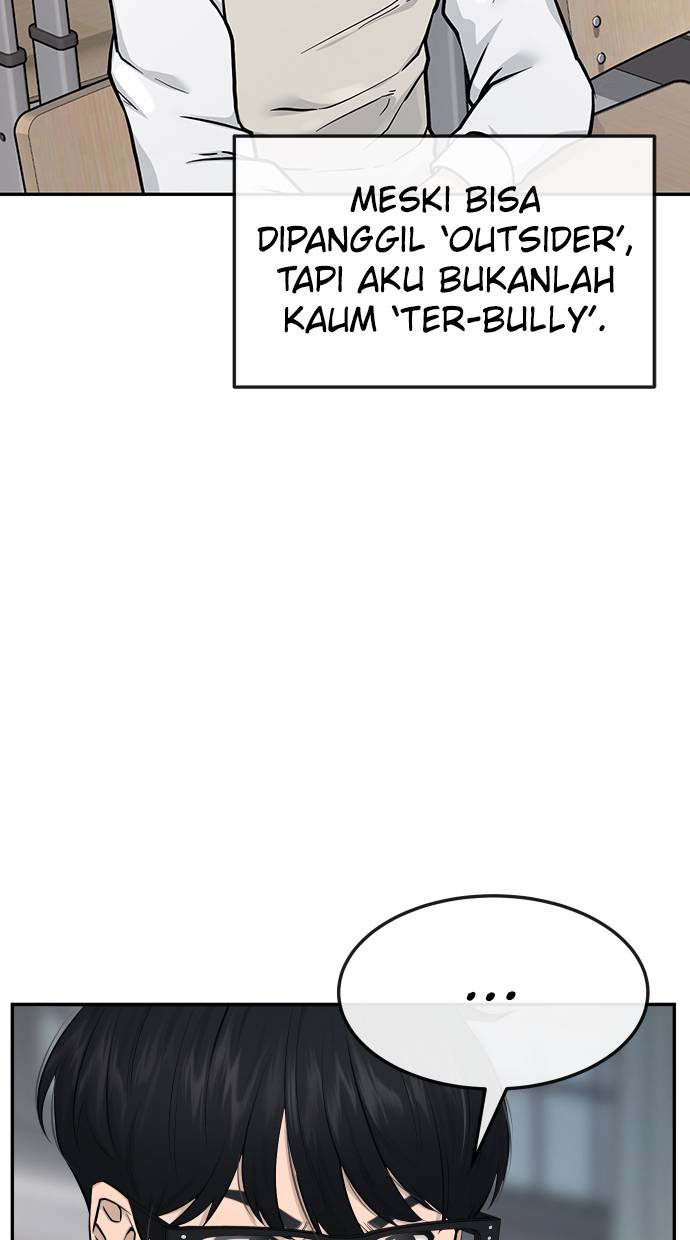 MESKI BISA
DIPANGGIL 'OUTSIDER',
TAPI AKU BUKANLAH
KAUM 'TER-BULLY'.
...